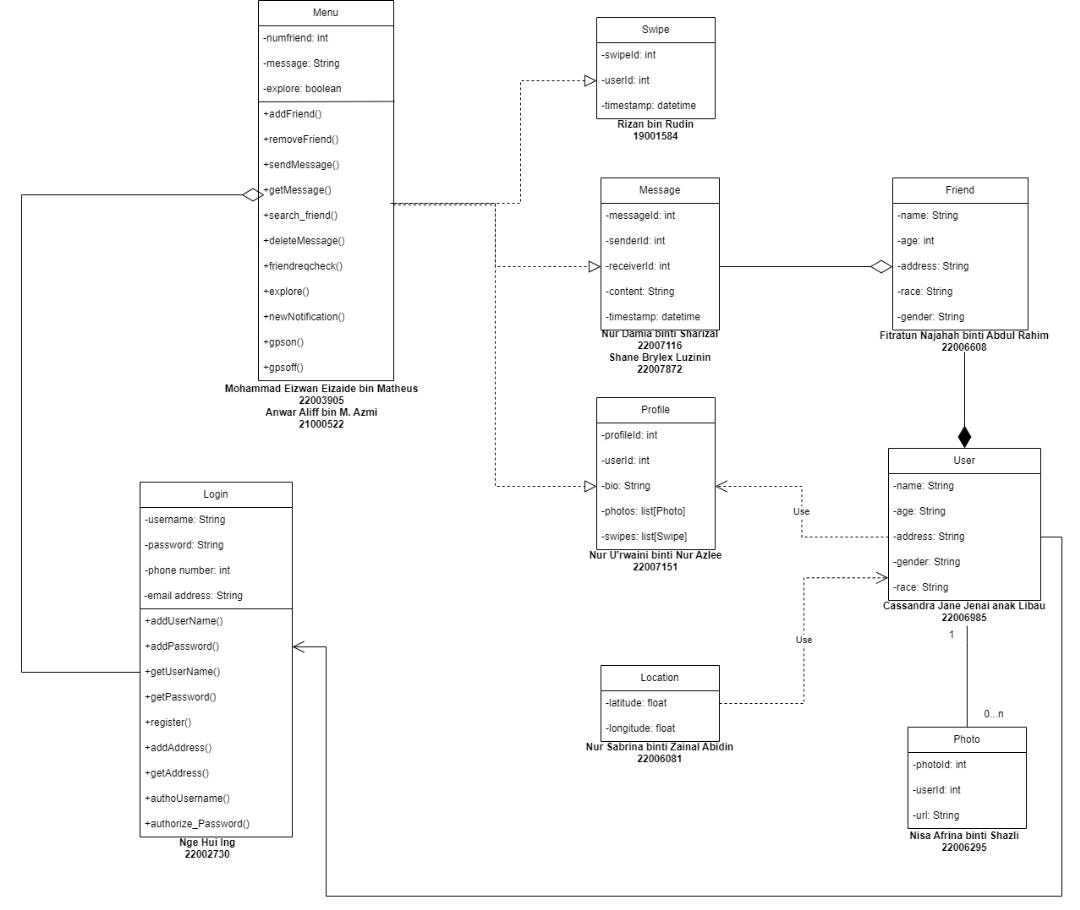 Menu
-numfriend: int
-message: String
-explore: boolean
+addFriend()
+removeFriend()
+sendMessage()
+getMessage()
+search_friend()
+deleteMessage()
+friendreqcheck()
+explore()
+newNotification()
+gpson()
+gpsoff()
Mohammad Eizwan Eizaide bin Matheus
22003905
Anwar Aliff bin M. Azmi
21000522
Swipe
-swipeId: int
-userId: int
-timestamp: datetime
Rizan bin Rudin
19001584
Message
-messageId: int
-senderId: int
-receiverId: int
-content: String
-timestamp: datetime
Nur Damia binti Sharizal
22007116
Shane Brylex Luzinin
22007872
Friend
-name: String
-age: int
-address: String
-race: String
-gender: String
Fitratun Najahah binti Abdul Rahim
22006608
Profile
-profileId: int
-userId: int
-bio: String
-photos: list[Photo]
-swipes: list[Swipe]
Nur U'rwaini binti Nur Azlee
22007151
Use
User
-name: String
-age: String
-address: String
-gender: String
-race: String
Cassandra Jane Jenai anak Libau
22006985
1
0...n
Login
-username: String
-password: String
-phone number: int
-email address: String
+addUserName()
+addPassword()
+getUserName()
+getPassword()
+register()
+addAddress()
+getAddress()
+authoUsername()
+authorize_Password()
Nge Hui Ing
22002730
Use
Location
-latitude: float
-longitude: float
Nur Sabrina binti Zainal Abidin
22006081
Photo
-photoId: int
-userId: int
-url: String
Nisa Afrina binti Shazli
22006295